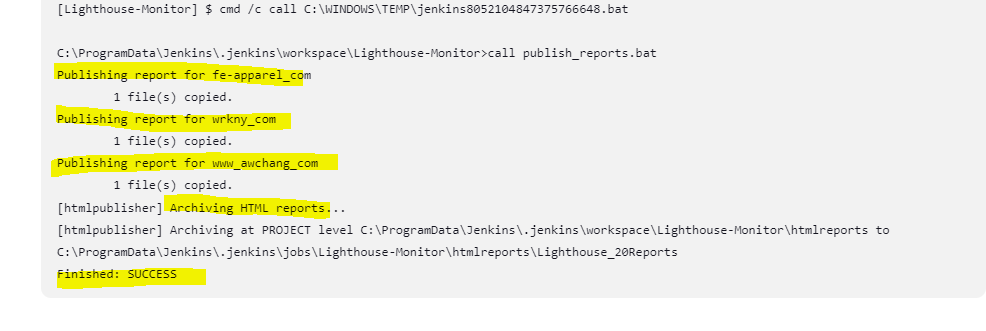 [Lighthouse-Monitor] $ cmd /c call C:\WINDOWS\TEMP\jenkins8052104847375766648.bat
C:\ProgramData\Jenkins\.jenkins\workspace\Lighthouse-Monitor>call publish_reports.bat
Publishing report for fe-apparel_com
1 file(s) copied.
Publishing report for wrkny_com
1 file(s) copied.
Publishing report for www_awchang_com
1 file(s) copied.
[htmlpublisher] Archiving HTML reports...
[htmlpublisher] Archiving at PROJECT level C:\ProgramData\Jenkins\.jenkins\workspace\Lighthouse-Monitor\htmlreports to
C:\ProgramData\Jenkins\.jenkins\jobs\Lighthouse-Monitor\htmlreports\Lighthouse_20Reports
Finished: SUCCESS